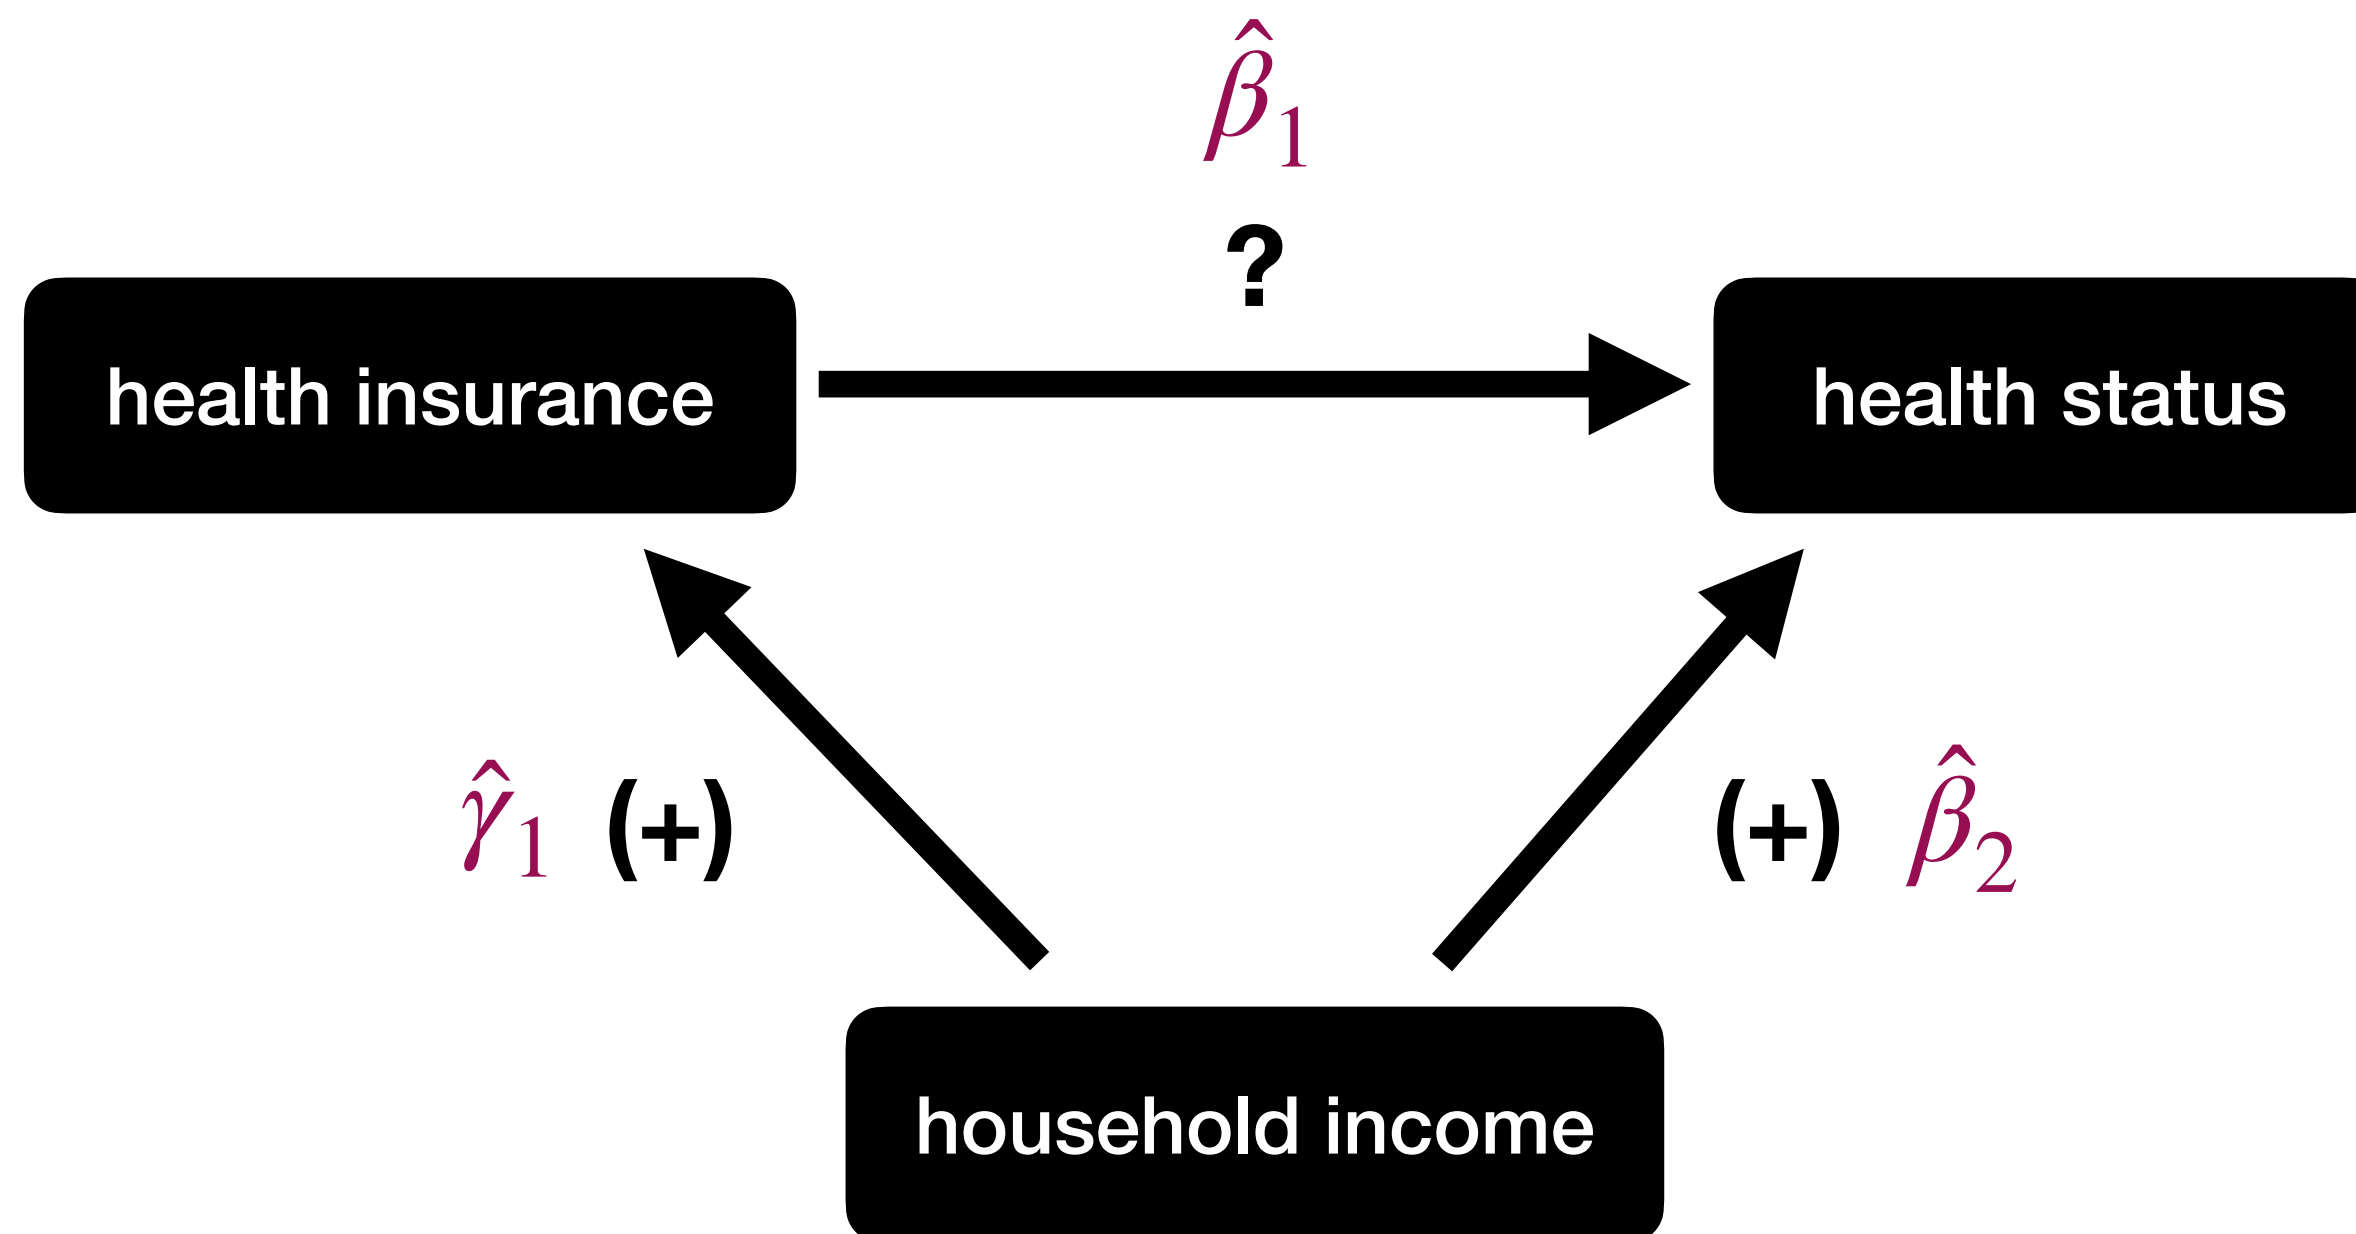 β̂₁
?
health insurance
health status
γ̂₁ (+)
(+) β̂₂
household income